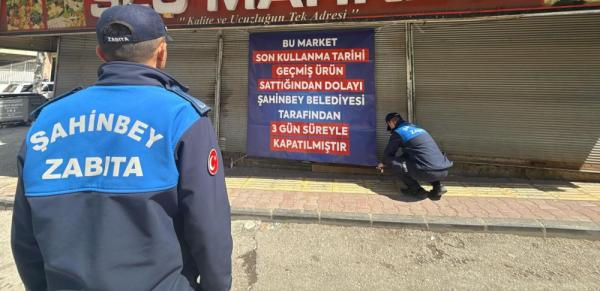 " Kalite ve Ucuzluğun Tek Adresi "
ZABITA
BU MARKET
SON KULLANMA TARİHİ
GEÇMİŞ ÜRÜN
SATTIĞINDAN DOLAYI
ŞAHİNBEY BELEDİYESİ
TARAFINDAN
3 GÜN SÜREYLE
KAPATILMIŞTIR
ŞAHİNBEY
ZABITA